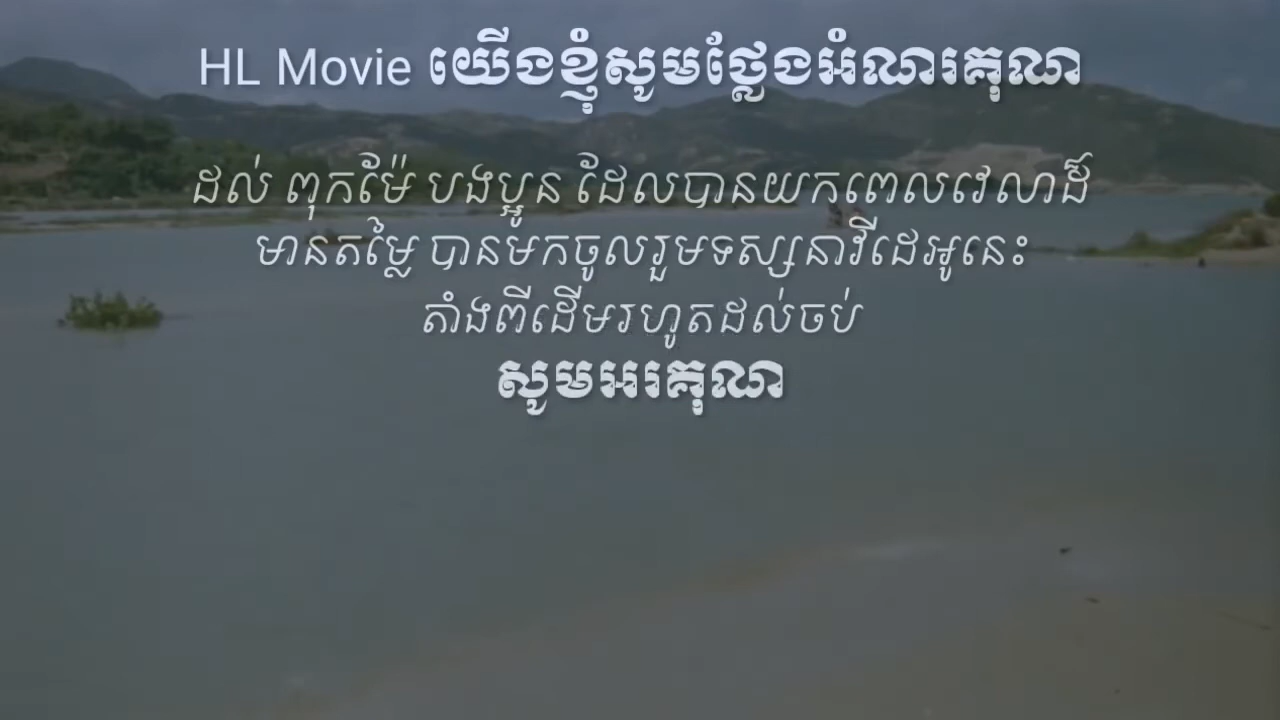 HL Movie យើងខ្ញុំសូមថ្លែងអំណរគុណ
ដល់ ពុកម៉ែ បងប្អូន ដែលបានយកពេលវេលាដ៏
មានតម្លៃ បានមកចូលរួមទស្សនាវីដេអូនេះ
តាំងពីដើមរហូតដល់ចប់
សូមអរគុណ